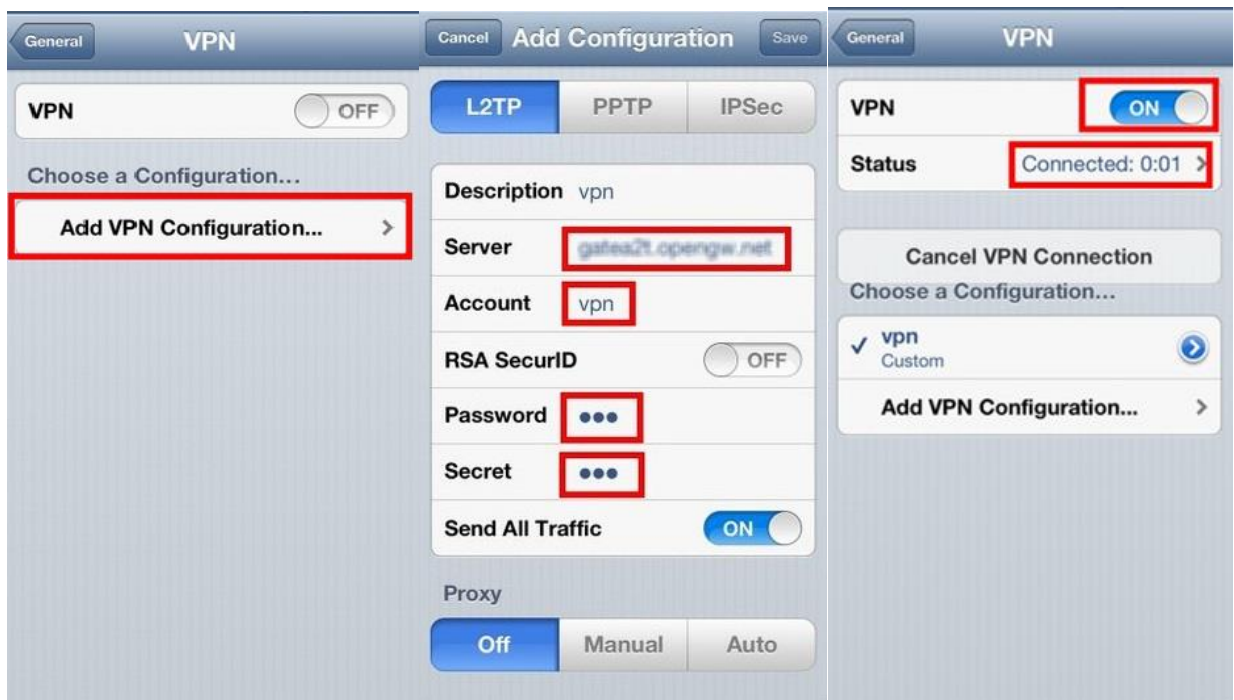 General
VPN
VPN
OFF
Choose a Configuration...
Add VPN Configuration...
Cancel
Add Configuration
Save
L2TP
PPTP
IPSec
Description vpn
Server
Account vpn
RSA SecurID OFF
Password •••
Secret •••
Send All Traffic ON
Proxy
Off
Manual
Auto
General
VPN
VPN
ON
Status Connected: 0:01
Cancel VPN Connection
Choose a Configuration...
vpn
Custom
Add VPN Configuration...